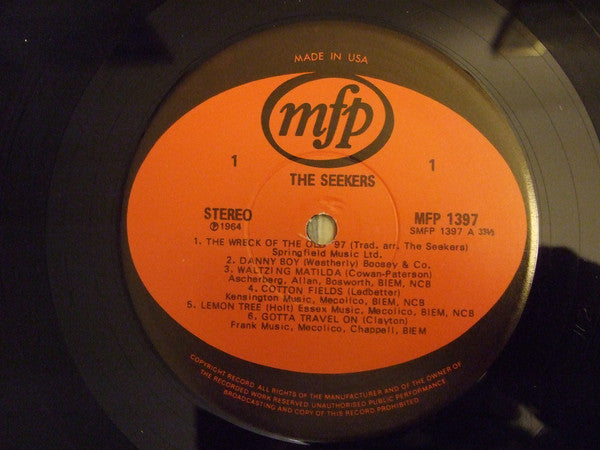 MADE IN USA
mfp
1 1
THE SEEKERS
STEREO MFP 1397
℗1964 SMFP 1397 A 33⅓
1. THE WRECK OF THE OLD '97 (Trad. arr. The Seekers)
Springfield Music Ltd.
2. DANNY BOY (Weatherly) Boosey & Co.
3. WALTZING MATILDA (Cowan-Paterson)
Ascherberg, Allan, Bosworth, BIEM, NCB
4. COTTON FIELDS (Ledbetter)
Kensington Music, Mecolico, BIEM, NCB
5. LEMON TREE (Holt) Essex Music, Mecolico, BIEM, NCB
6. GOTTA TRAVEL ON (Clayton)
Frank Music, Mecolico, Chappell, BIEM
COPYRIGHT RECORD. ALL RIGHTS OF THE MANUFACTURER AND OF THE OWNER OF
THE RECORDED WORK RESERVED. UNAUTHORISED PUBLIC PERFORMANCE
BROADCASTING AND COPY OF THIS RECORD PROHIBITED